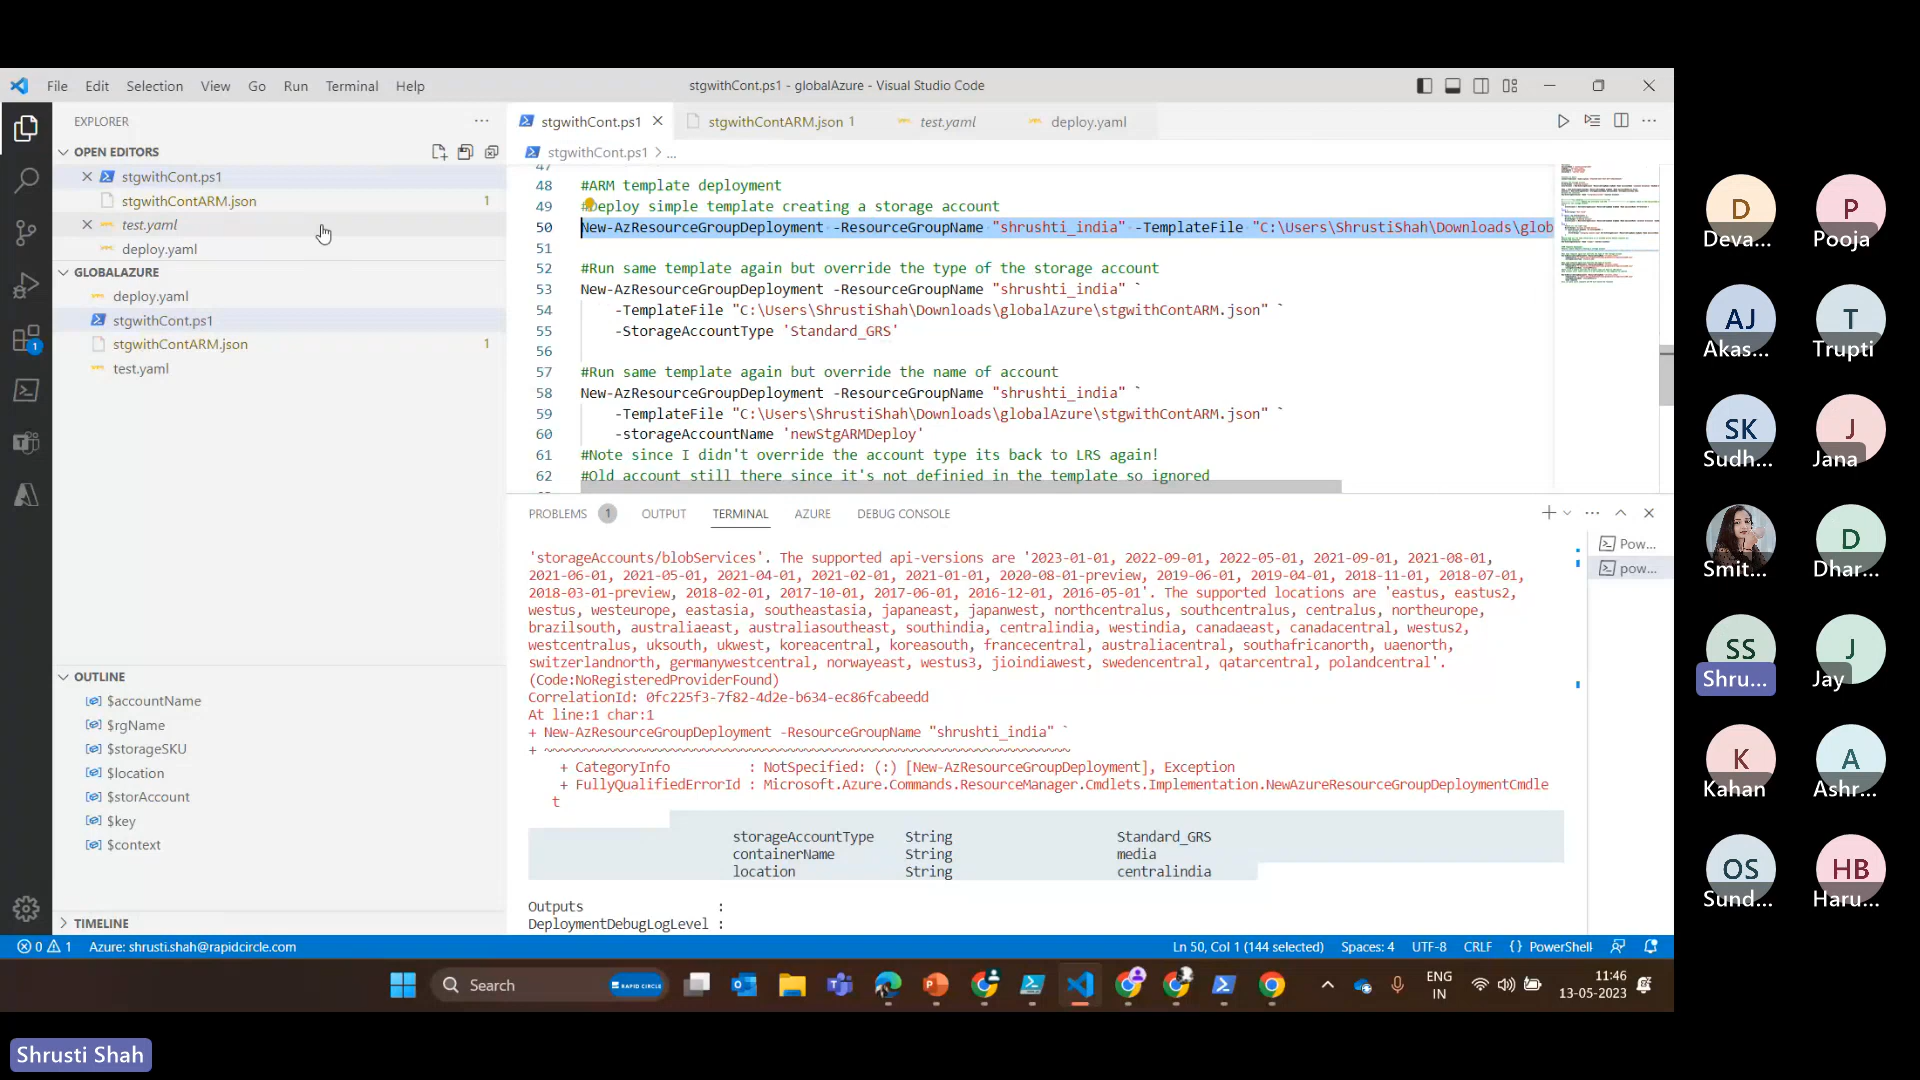 File Edit Selection View Go Run Terminal Help
stgwithCont.ps1 - globalAzure - Visual Studio Code
EXPLORER
OPEN EDITORS
stgwithCont.ps1
stgwithContARM.json 1
test.yaml
deploy.yaml
GLOBALAZURE
deploy.yaml
stgwithCont.ps1
stgwithContARM.json 1
test.yaml
1
OUTLINE
$accountName
$rgName
$storageSKU
$location
$storAccount
$key
$context
TIMELINE
stgwithCont.ps1 stgwithContARM.json 1 test.yaml deploy.yaml
stgwithCont.ps1 > ...
47
48 #ARM template deployment
49 #Deploy simple template creating a storage account
50 New-AzResourceGroupDeployment -ResourceGroupName "shrushti_india" -TemplateFile "C:\Users\ShrustiShah\Downloads\glob
51
52 #Run same template again but override the type of the storage account
53 New-AzResourceGroupDeployment -ResourceGroupName "shrushti_india" `
54 -TemplateFile "C:\Users\ShrustiShah\Downloads\globalAzure\stgwithContARM.json" `
55 -StorageAccountType 'Standard_GRS'
56
57 #Run same template again but override the name of account
58 New-AzResourceGroupDeployment -ResourceGroupName "shrushti_india" `
59 -TemplateFile "C:\Users\ShrustiShah\Downloads\globalAzure\stgwithContARM.json" `
60 -storageAccountName 'newStgARMDeploy'
61 #Note since I didn't override the account type its back to LRS again!
62 #Old account still there since it's not definied in the template so ignored
PROBLEMS 1 OUTPUT TERMINAL AZURE DEBUG CONSOLE
'storageAccounts/blobServices'. The supported api-versions are '2023-01-01, 2022-09-01, 2022-05-01, 2021-09-01, 2021-08-01,
2021-06-01, 2021-05-01, 2021-04-01, 2021-02-01, 2021-01-01, 2020-08-01-preview, 2019-06-01, 2019-04-01, 2018-11-01, 2018-07-01,
2018-03-01-preview, 2018-02-01, 2017-10-01, 2017-06-01, 2016-12-01, 2016-05-01'. The supported locations are 'eastus, eastus2,
westus, westeurope, eastasia, southeastasia, japaneast, japanwest, northcentralus, southcentralus, centralus, northeurope,
brazilsouth, australiaeast, australiasoutheast, southindia, centralindia, westindia, canadaeast, canadacentral, westus2,
westcentralus, uksouth, ukwest, koreacentral, koreasouth, francecentral, australiacentral, southafricanorth, uaenorth,
switzerlandnorth, germanywestcentral, norwayeast, westus3, jioindiawest, swedencentral, qatarcentral, polandcentral'.
(Code:NoRegisteredProviderFound)
CorrelationId: 0fc225f3-7f82-4d2e-b634-ec86fcabeedd
At line:1 char:1
+ New-AzResourceGroupDeployment -ResourceGroupName "shrushti_india" `
+ ~~~~~~~~~~~~~~~~~~~~~~~~~~~~~~~~~~~~~~~~~~~~~~~~~~~~~~~~~~~~~~~~~~~
+ CategoryInfo : NotSpecified: (:) [New-AzResourceGroupDeployment], Exception
+ FullyQualifiedErrorId : Microsoft.Azure.Commands.ResourceManager.Cmdlets.Implementation.NewAzureResourceGroupDeploymentCmdle
t
storageAccountType String Standard_GRS
containerName String media
location String centralindia
Outputs :
DeploymentDebugLogLevel :
Pow...
pow...
0 1 Azure: shrusti.shah@rapidcircle.com
Ln 50, Col 1 (144 selected) Spaces: 4 UTF-8 CRLF {} PowerShell
Search
RAPID CIRCLE
ENG
IN
11:46
13-05-2023
D
Deva...
P
Pooja
AJ
Akas...
T
Trupti
SK
Sudh...
J
Jana
Smit...
D
Dhar...
SS
Shru...
J
Jay
K
Kahan
A
Ashr...
OS
Sund...
HB
Haru...
Shrusti Shah